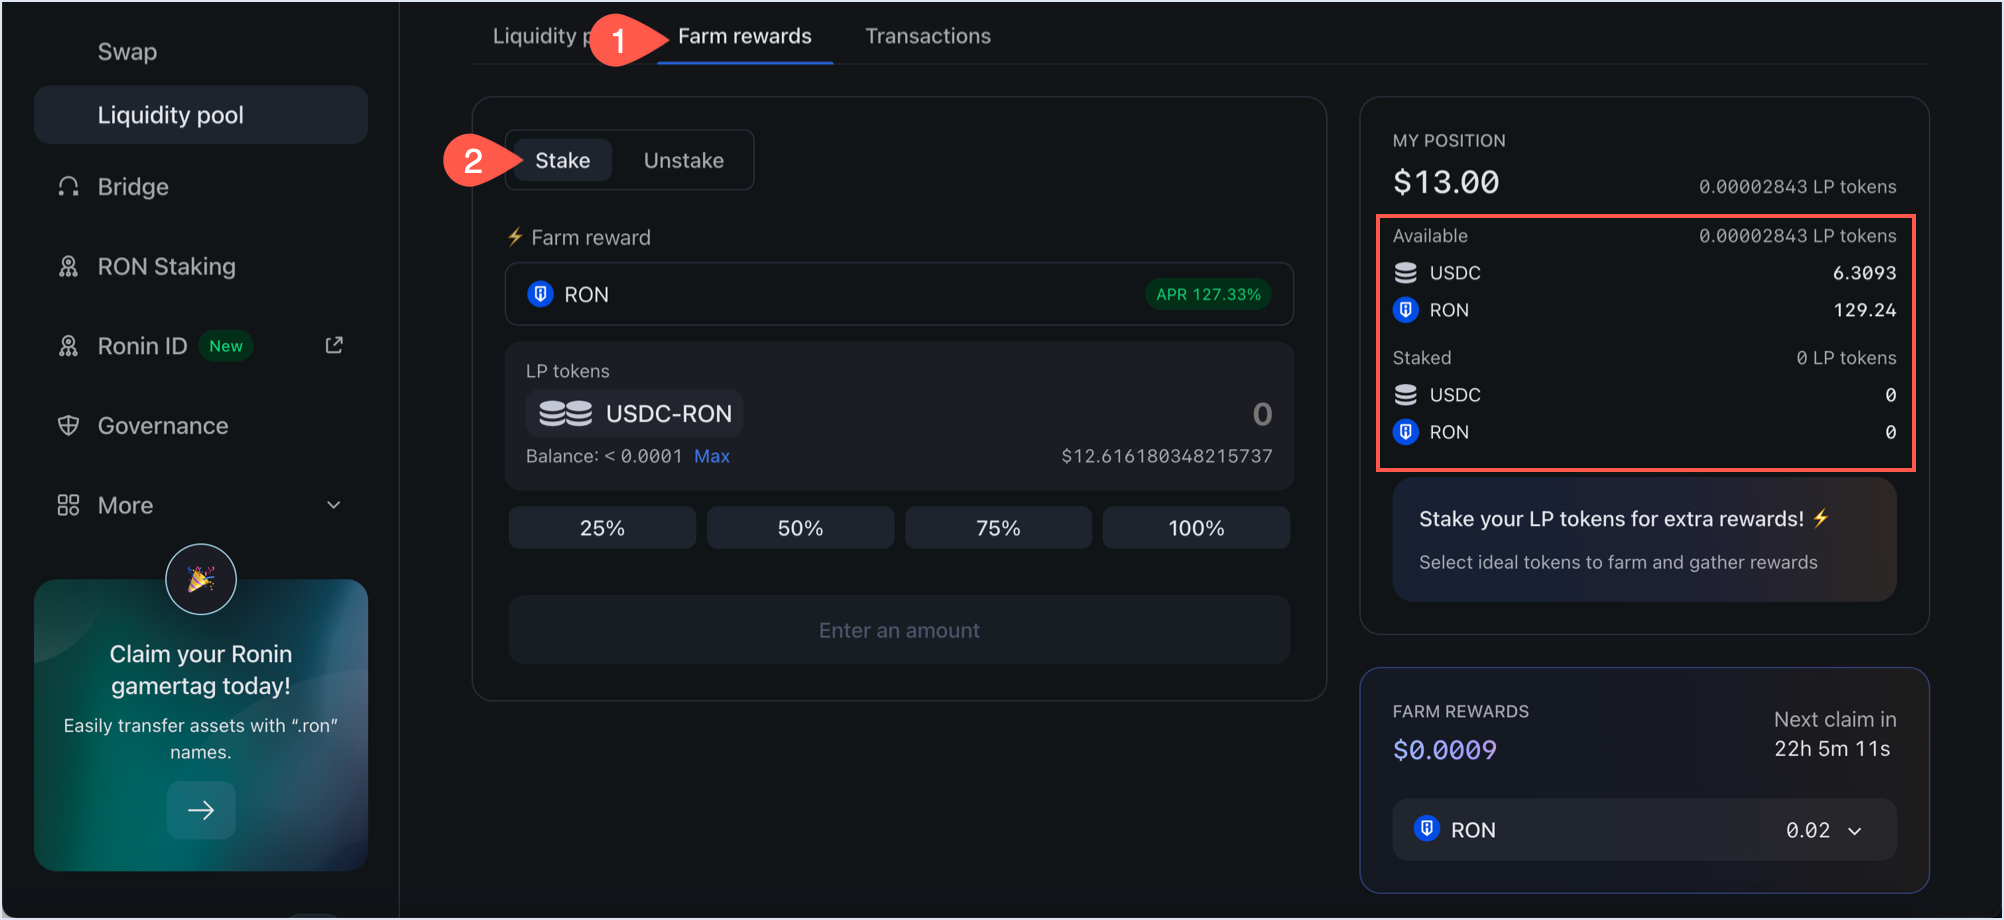 Swap
Liquidity pool
Bridge
RON Staking
Ronin ID New
Governance
More
Claim your Ronin
gamertag today!
Easily transfer assets with “.ron”
names.
Liquidity 1 Farm rewards Transactions
2 Stake Unstake
Farm reward
RON APR 127.33%
LP tokens
USDC-RON 0
Balance: < 0.0001 Max $12.616180348215737
25% 50% 75% 100%
Enter an amount
MY POSITION
$13.00 0.00002843 LP tokens
Available 0.00002843 LP tokens
USDC 6.3093
RON 129.24
Staked 0 LP tokens
USDC 0
RON 0
Stake your LP tokens for extra rewards!
Select ideal tokens to farm and gather rewards
FARM REWARDS
$0.0009
Next claim in
22h 5m 11s
RON 0.02